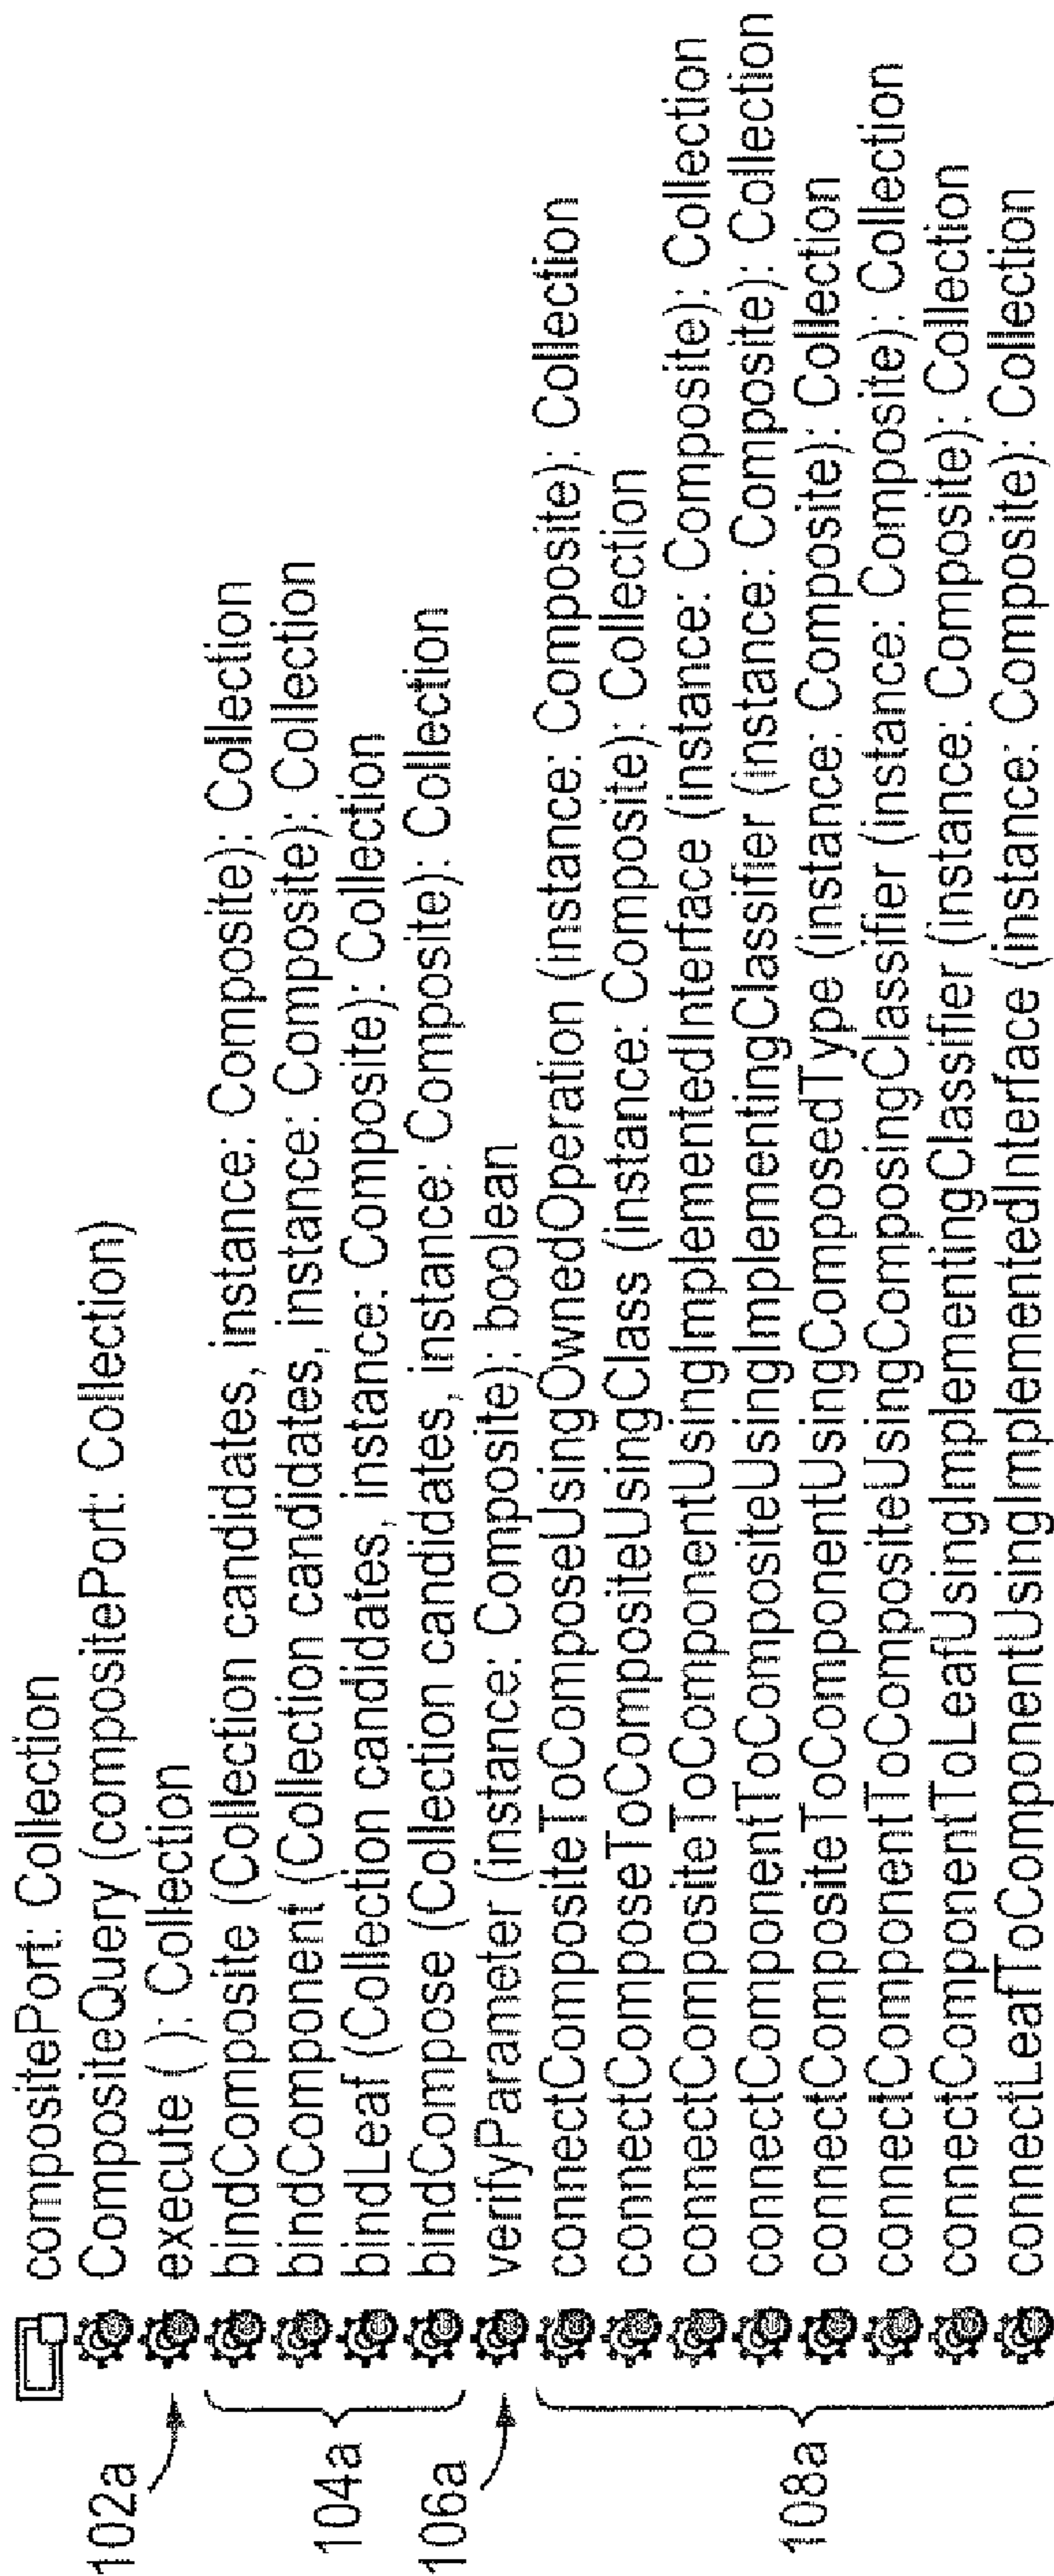 compositePort: Collection
CompositeQuery (compositePort: Collection)
102a
execute ( ): Collection
104a
bindComposite (Collection candidates, instance: Composite): Collection
bindComponent (Collection candidates, instance: Composite): Collection
bindLeaf (Collection candidates, instance: Composite): Collection
bindCompose (Collection candidates, instance: Composite): Collection
106a
verifyParameter (instance: Composite): boolean
108a
connectCompositeToComposeUsingOwnedOperation (instance: Composite): Collection
connectComposeToCompositeUsingClass (instance: Composite): Collection
connectCompositeToComponentUsingImplementedInterface (instance: Composite): Collection
connectComponentToCompositeUsingImplementingClassifier (instance: Composite): Collection
connectCompositeToComponentUsingComposedType (instance: Composite): Collection
connectComponentToCompositeUsingComposingClassifier (instance: Composite): Collection
connectComponentToLeafUsingImplementingClassifier (instance: Composite): Collection
connectLeafToComponentUsingImplementedInterface (instance: Composite): Collection